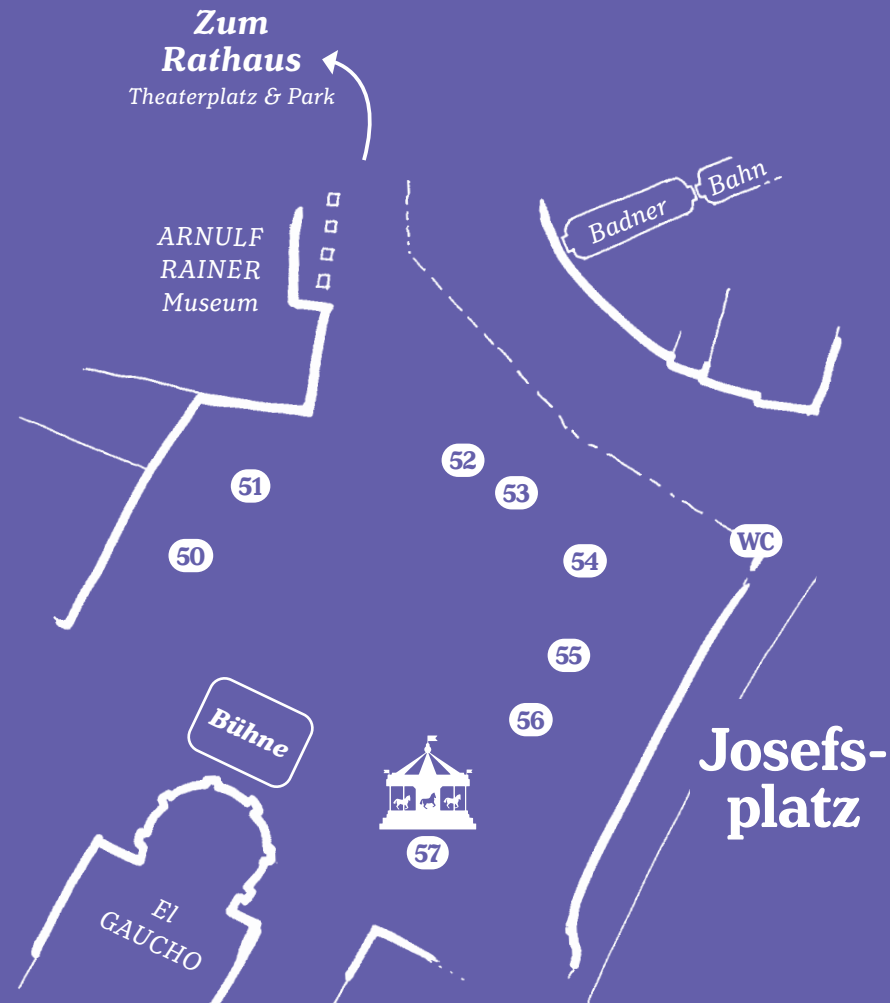 Zum
Rathaus
Theaterplatz & Park
Badner Bahn
ARNULF
RAINER
Museum
52
51
53
WC
50
54
55
56
Bühne
Josefs-
platz
57
El
GAUCHO